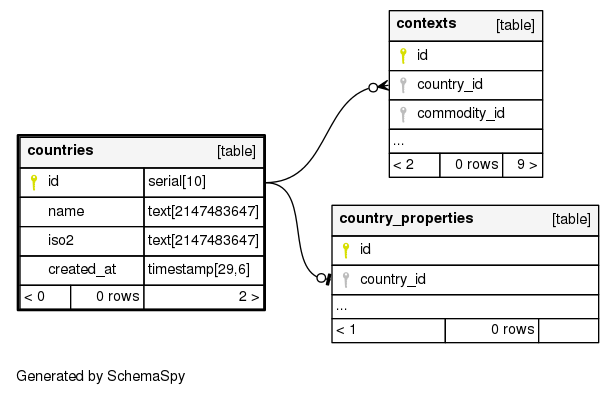 contexts [table]
id
country_id
commodity_id
...
< 2 0 rows 9 >
countries [table]
id serial[10]
name text[2147483647]
iso2 text[2147483647]
created_at timestamp[29,6]
< 0 0 rows 2 >
country_properties [table]
id
country_id
...
< 1 0 rows
Generated by SchemaSpy